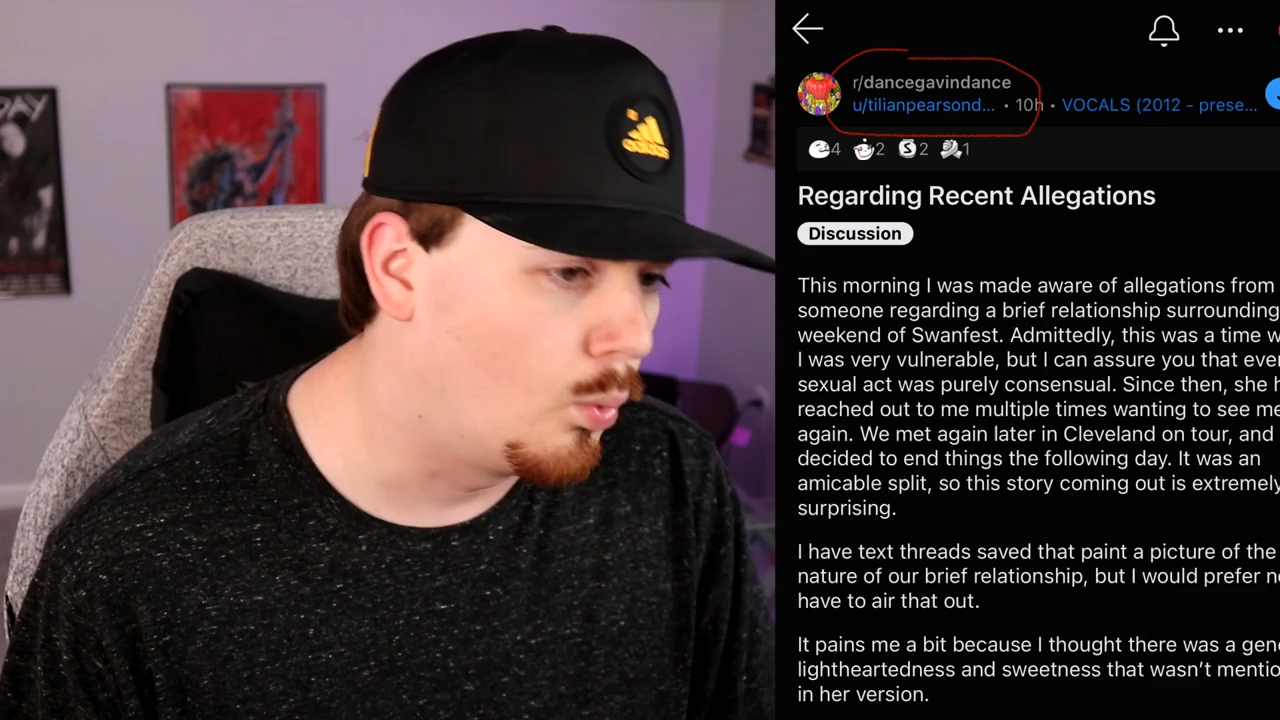 DAY
adidas
r/dancegavindance
u/tilianpearsond... • 10h • VOCALS (2012 - prese...
4 2 S 2 1
Regarding Recent Allegations
Discussion
This morning I was made aware of allegations from
someone regarding a brief relationship surrounding
weekend of Swanfest. Admittedly, this was a time w
I was very vulnerable, but I can assure you that ever
sexual act was purely consensual. Since then, she h
reached out to me multiple times wanting to see me
again. We met again later in Cleveland on tour, and
decided to end things the following day. It was an
amicable split, so this story coming out is extremely
surprising.
I have text threads saved that paint a picture of the
nature of our brief relationship, but I would prefer no
have to air that out.
It pains me a bit because I thought there was a gene
lightheartedness and sweetness that wasn't mentio
in her version.